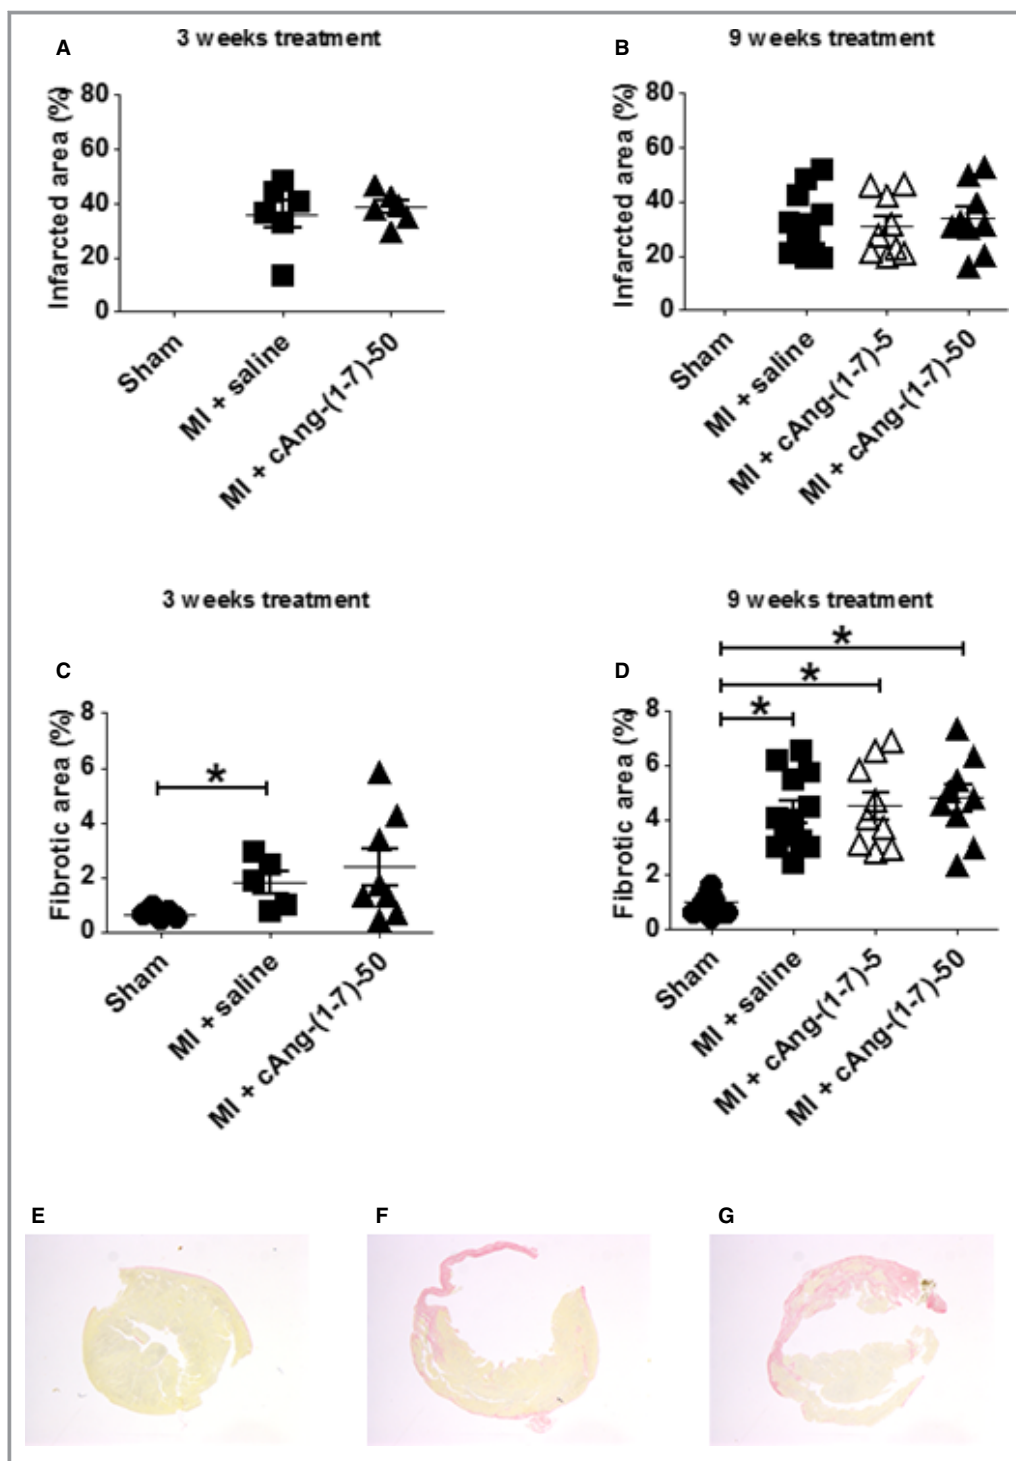 A
3 weeks treatment
Infarcted area (%)
80
60
40
20
0
Sham
MI + saline
MI + cAng-(1-7)-50
B
9 weeks treatment
Infarcted area (%)
80
60
40
20
0
Sham
MI + saline
MI + cAng-(1-7)-5
MI + cAng-(1-7)-50
3 weeks treatment
C
Fibrotic area (%)
8
6
4
2
0
*
Sham
MI + saline
MI + cAng-(1-7)-50
9 weeks treatment
D
Fibrotic area (%)
8
6
4
2
0
*
*
*
Sham
MI + saline
MI + cAng-(1-7)-5
MI + cAng-(1-7)-50
E
F
G